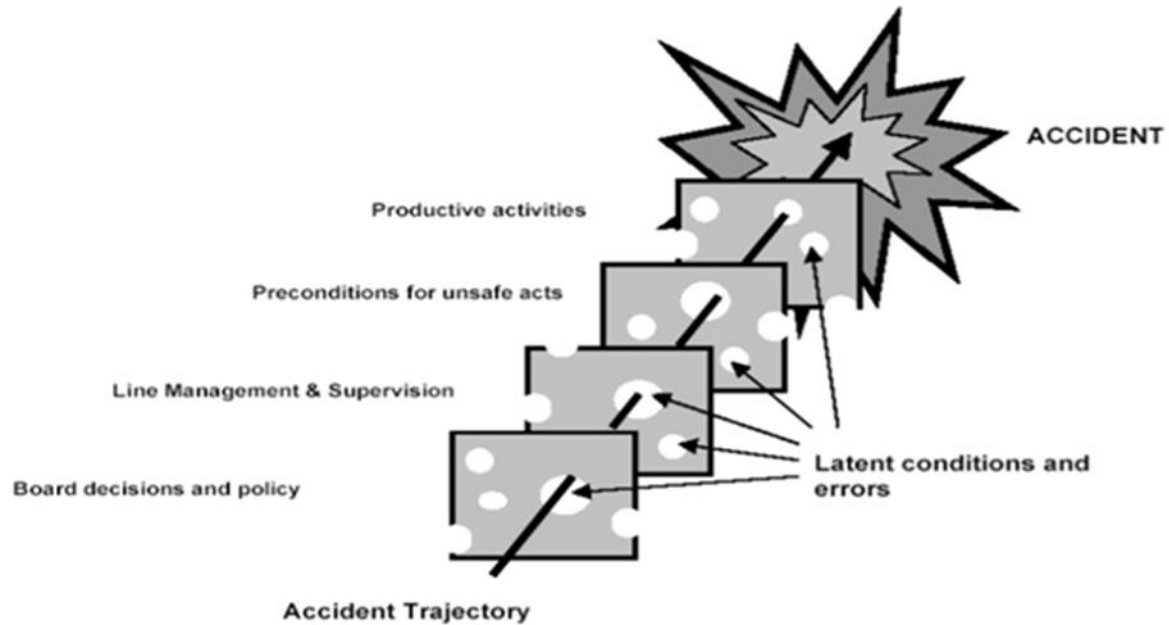 ACCIDENT
Productive activities
Preconditions for unsafe acts
Line Management & Supervision
Latent conditions and
errors
Board decisions and policy
Accident Trajectory